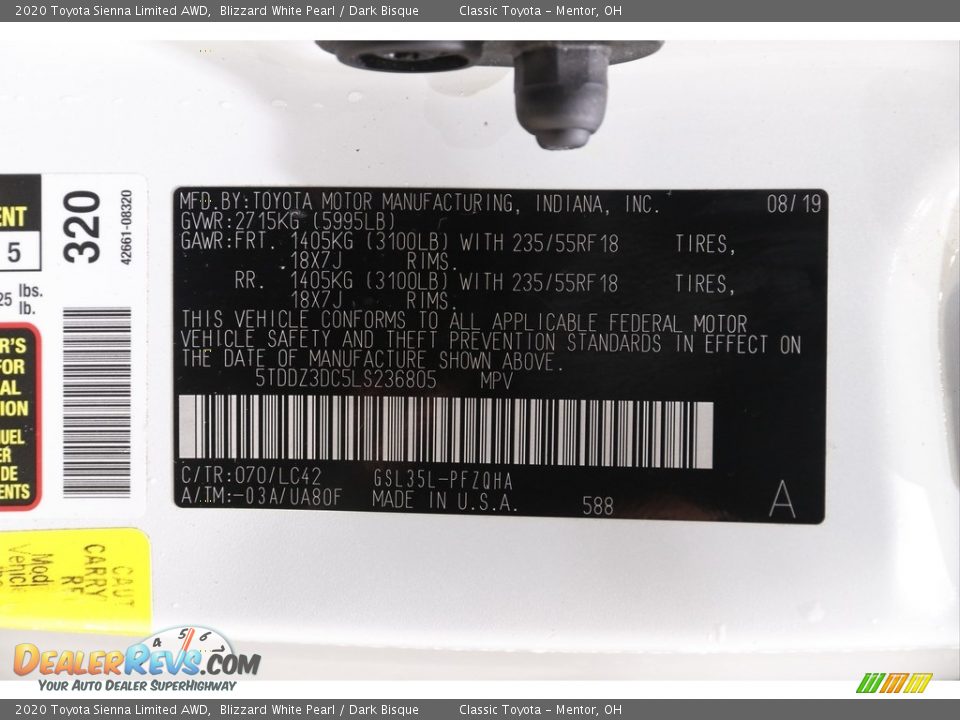 2020 Toyota Sienna Limited AWD, Blizzard White Pearl / Dark Bisque Classic Toyota – Mentor, OH
MFD.BY:TOYOTA MOTOR MANUFACTURING, INDIANA, INC. 08/19
GVWR:2715KG (5995LB)
GAWR:FRT. 1405KG (3100LB) WITH 235/55RF18 TIRES,
18X7J RIMS.
RR. 1405KG (3100LB) WITH 235/55RF18 TIRES,
18X7J RIMS.
THIS VEHICLE CONFORMS TO ALL APPLICABLE FEDERAL MOTOR
VEHICLE SAFETY AND THEFT PREVENTION STANDARDS IN EFFECT ON
THE DATE OF MANUFACTURE SHOWN ABOVE.
5TDDZ3DC5LS236805 MPV
C/TR:070/LC42 GSL35L-PFZQHA
A/TM:-03A/UA80F MADE IN U.S.A. 588 A
320
42661-08320
5
lbs.
lb.
CARRY
4 5 6
DealerRevs.com
Your Auto Dealer SuperHighway
2020 Toyota Sienna Limited AWD, Blizzard White Pearl / Dark Bisque Classic Toyota – Mentor, OH